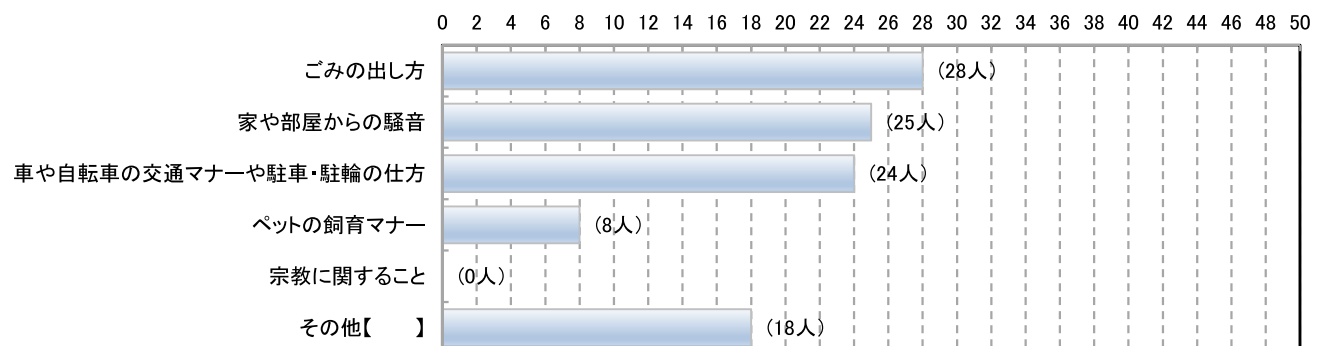 0 2 4 6 8 10 12 14 16 18 20 22 24 26 28 30 32 34 36 38 40 42 44 46 48 50
ごみの出し方 (28人)
家や部屋からの騒音 (25人)
車や自転車の交通マナーや駐車・駐輪の仕方 (24人)
ペットの飼育マナー (8人)
宗教に関すること (0人)
その他【　　】 (18人)